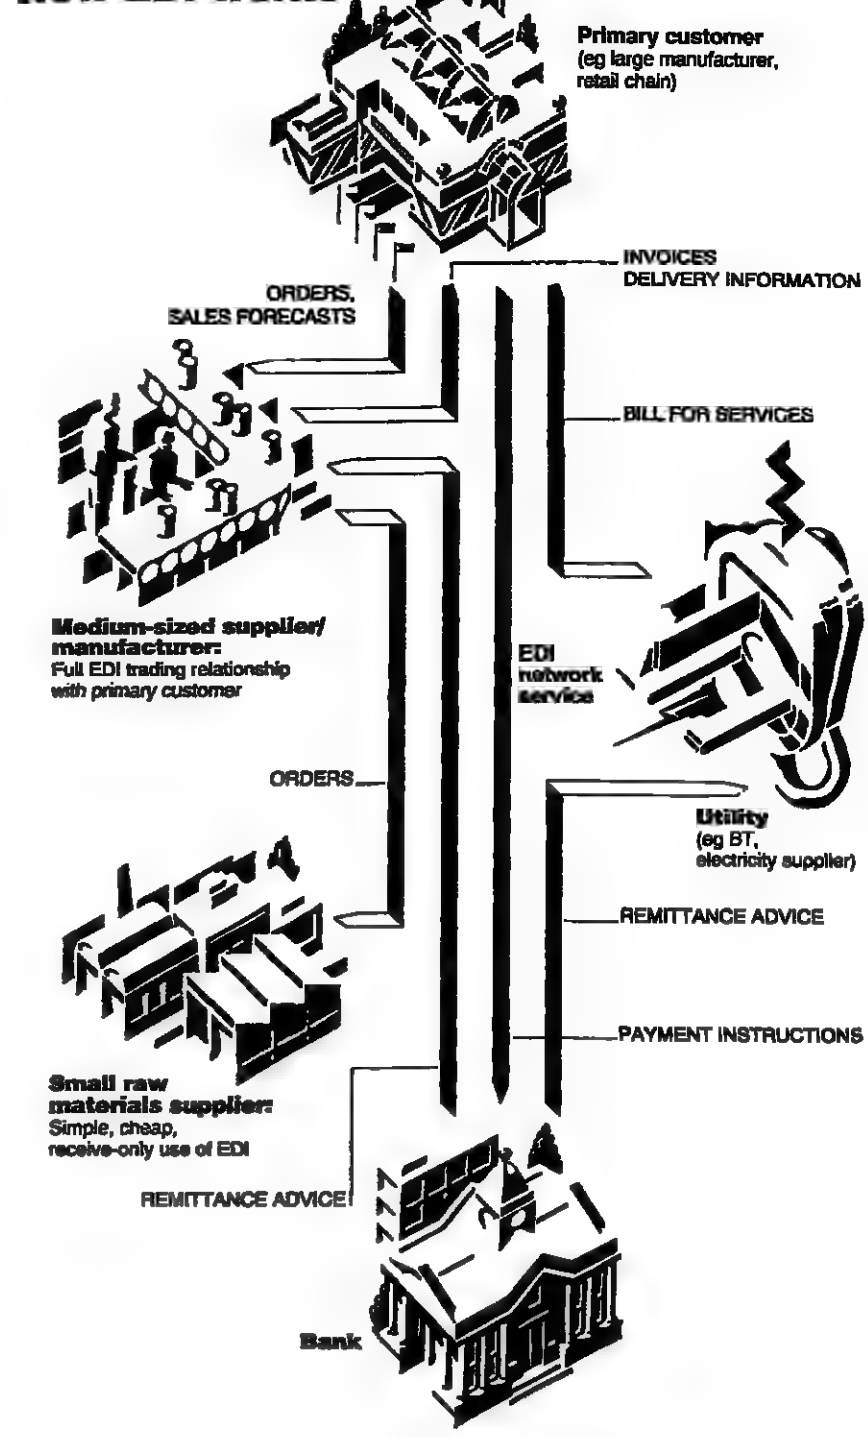 Primary customer
(eg large manufacturer,
retail chain)
INVOICES
DELIVERY INFORMATION
ORDERS,
SALES FORECASTS
BILL FOR SERVICES
Medium-sized supplier/
manufacturer:
Full EDI trading relationship
with primary customer
EDI
network
service
ORDERS
Utility
(eg BT,
electricity supplier)
REMITTANCE ADVICE
PAYMENT INSTRUCTIONS
Small raw
materials supplier:
Simple, cheap,
receive-only use of EDI
REMITTANCE ADVICE
Bank